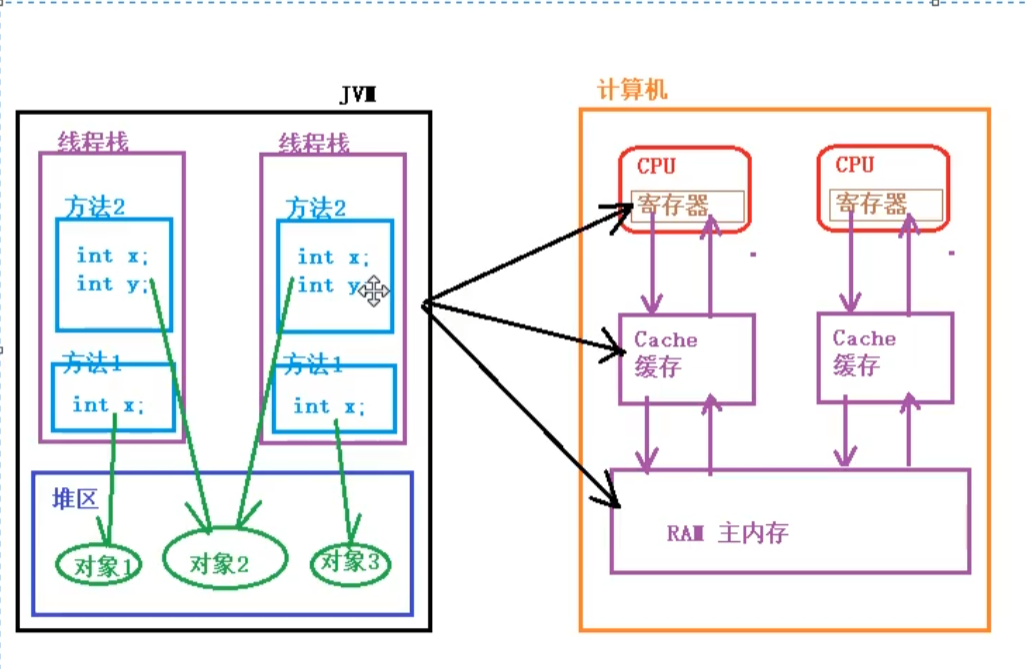 JVM
线程栈
方法2
int x;
int y;
方法1
int x;
线程栈
方法2
int x;
int y
方法1
int x;
堆区
对象1
对象2
对象3
计算机
CPU
寄存器
CPU
寄存器
Cache
缓存
Cache
缓存
RAM 主内存